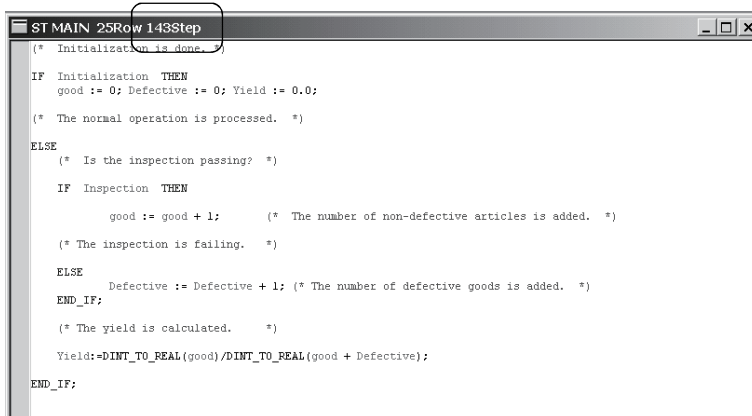 ST MAIN 25Row 143Step
(* Initialization is done. *)
IF Initialization THEN
good := 0; Defective := 0; Yield := 0.0;
(* The normal operation is processed. *)
ELSE
(* Is the inspection passing? *)
IF Inspection THEN
good := good + 1; (* The number of non-defective articles is added. *)
(* The inspection is failing. *)
ELSE
Defective := Defective + 1; (* The number of defective goods is added. *)
END_IF;
(* The yield is calculated. *)
Yield:=DINT_TO_REAL(good)/DINT_TO_REAL(good + Defective);
END_IF;